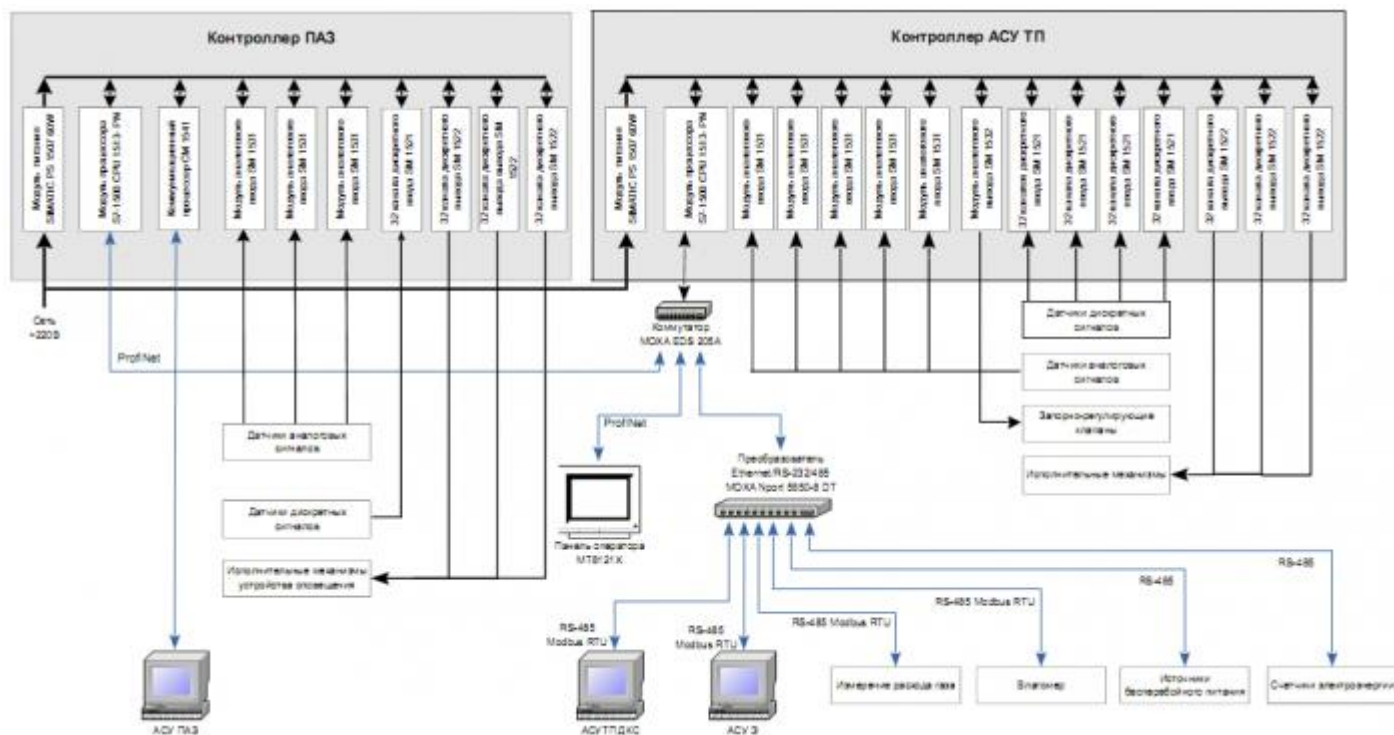 Контроллер ПАЗ
Контроллер АСУ ТП
Модуль питания
SIMATIC PS 1507 60W
Модуль процессора
S7-1500 CPU 1513- PN
Коммуникационный
процессор CM 1541
Модуль аналогового
ввода SM 1531
Модуль аналогового
ввода SM 1531
Модуль аналогового
ввода SM 1531
32 канала дискретного
ввода SM 1521
32 канала дискретного
вывода SM 1522
32 канала дискретного
вывода SM
1522
32 канала дискретного
вывода SM 1522
Модуль питания
SIMATIC PS 1507 60W
Модуль процессора
S7-1500 CPU 1513- PN
Модуль аналогового
ввода SM 1531
Модуль аналогового
ввода SM 1531
Модуль аналогового
ввода SM 1531
Модуль аналогового
ввода SM 1531
Модуль аналогового
ввода SM 1531
Модуль аналогового
вывода SM 1532
32 канала дискретного
ввода SM 1521
32 канала дискретного
ввода SM 1521
32 канала дискретного
ввода SM 1521
32 канала дискретного
ввода SM 1521
32 канала дискретного
вывода SM 1522
32 канала дискретного
вывода SM 1522
32 канала дискретного
вывода SM 1522
Сеть
~220В
ProfiNet
Коммутатор
MOXA EDS 205A
Датчики дискретных
сигналов
Датчики аналоговых
сигналов
Запорно-регулирующие
клапаны
Исполнительные механизмы
Датчики аналоговых
сигналов
Датчики дискретных
сигналов
Исполнительные механизмы
устройства оповещения
ProfiNet
Панель оператора
MT8121X
Преобразователь
Ethernet/RS-232/485
MOXA Nport 5650-8 DT
RS-485
Modbus RTU
RS-485
Modbus RTU
RS-485 Modbus RTU
RS-485 Modbus RTU
RS-485
RS-485
АСУ ПАЗ
АСУ ТП ДКС
АСУ Э
Измерение расхода газа
Влагомер
Источники
бесперебойного питания
Счетчики электроэнергии